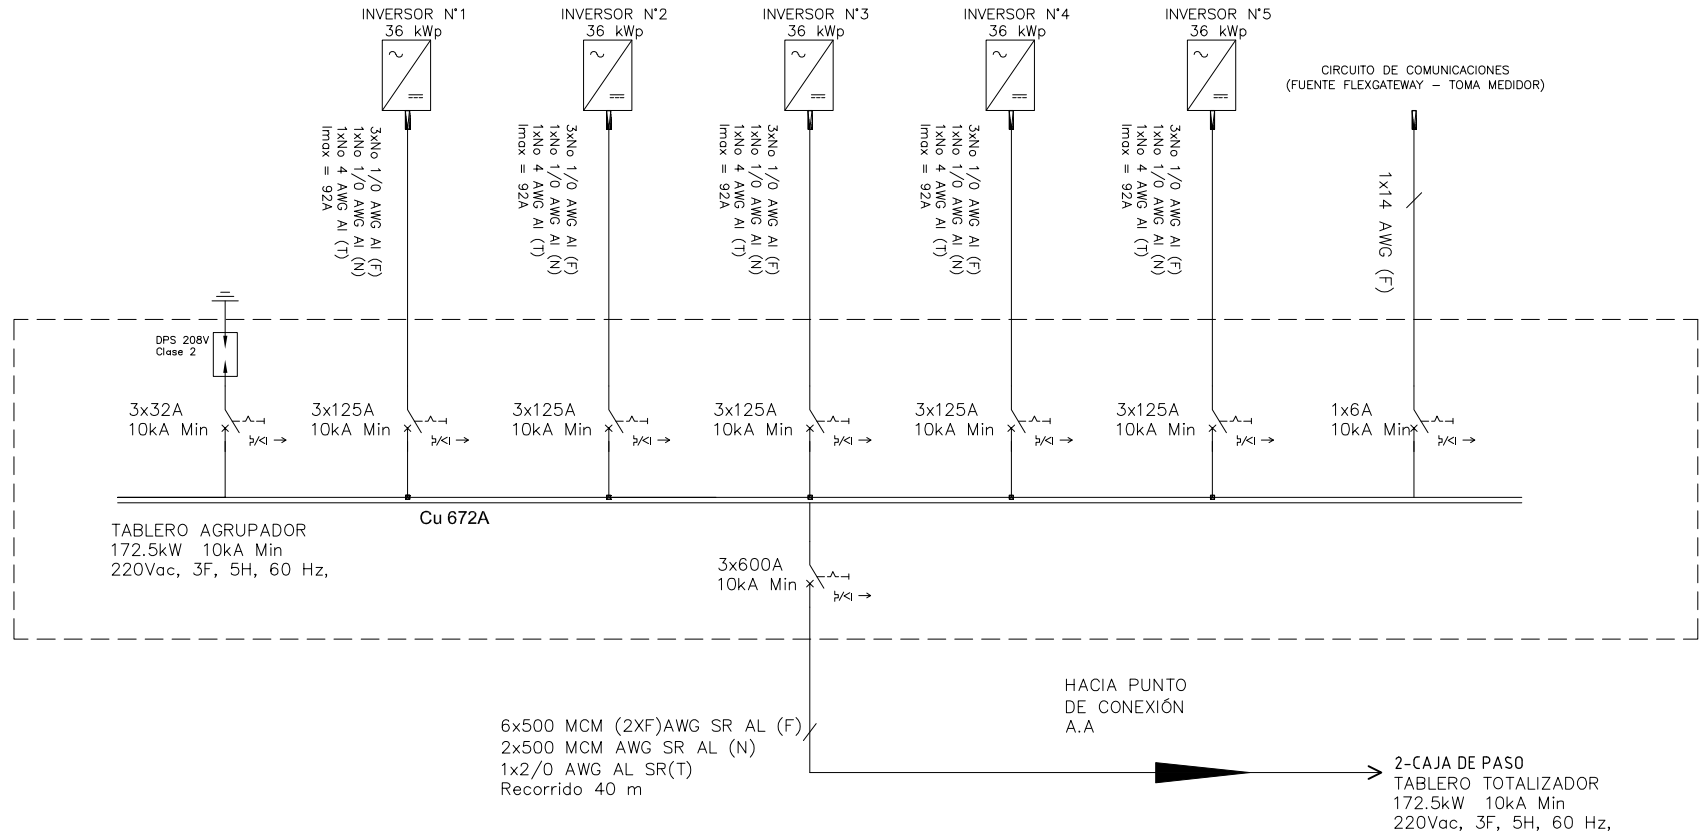 INVERSOR N°1
36 kWp
INVERSOR N°2
36 kWp
INVERSOR N°3
36 kWp
INVERSOR N°4
36 kWp
INVERSOR N°5
36 kWp
CIRCUITO DE COMUNICACIONES
(FUENTE FLEXGATEWAY – TOMA MEDIDOR)
3xNo 1/0 AWG Al (F)
1xNo 1/0 AWG Al (N)
1xNo 4 AWG Al (T)
Imax = 92A
3xNo 1/0 AWG Al (F)
1xNo 1/0 AWG Al (N)
1xNo 4 AWG Al (T)
Imax = 92A
3xNo 1/0 AWG Al (F)
1xNo 1/0 AWG Al (N)
1xNo 4 AWG Al (T)
Imax = 92A
3xNo 1/0 AWG Al (F)
1xNo 1/0 AWG Al (N)
1xNo 4 AWG Al (T)
Imax = 92A
3xNo 1/0 AWG Al (F)
1xNo 1/0 AWG Al (N)
1xNo 4 AWG Al (T)
Imax = 92A
1x14 AWG (F)
DPS 208V
Clase 2
3x32A
10kA Min
3x125A
10kA Min
3x125A
10kA Min
3x125A
10kA Min
3x125A
10kA Min
3x125A
10kA Min
1x6A
10kA Min
Cu 672A
TABLERO AGRUPADOR
172.5kW 10kA Min
220Vac, 3F, 5H, 60 Hz,
3x600A
10kA Min
HACIA PUNTO
DE CONEXIÓN
A.A
6x500 MCM (2XF)AWG SR AL (F)
2x500 MCM AWG SR AL (N)
1x2/0 AWG AL SR(T)
Recorrido 40 m
2-CAJA DE PASO
TABLERO TOTALIZADOR
172.5kW 10kA Min
220Vac, 3F, 5H, 60 Hz,